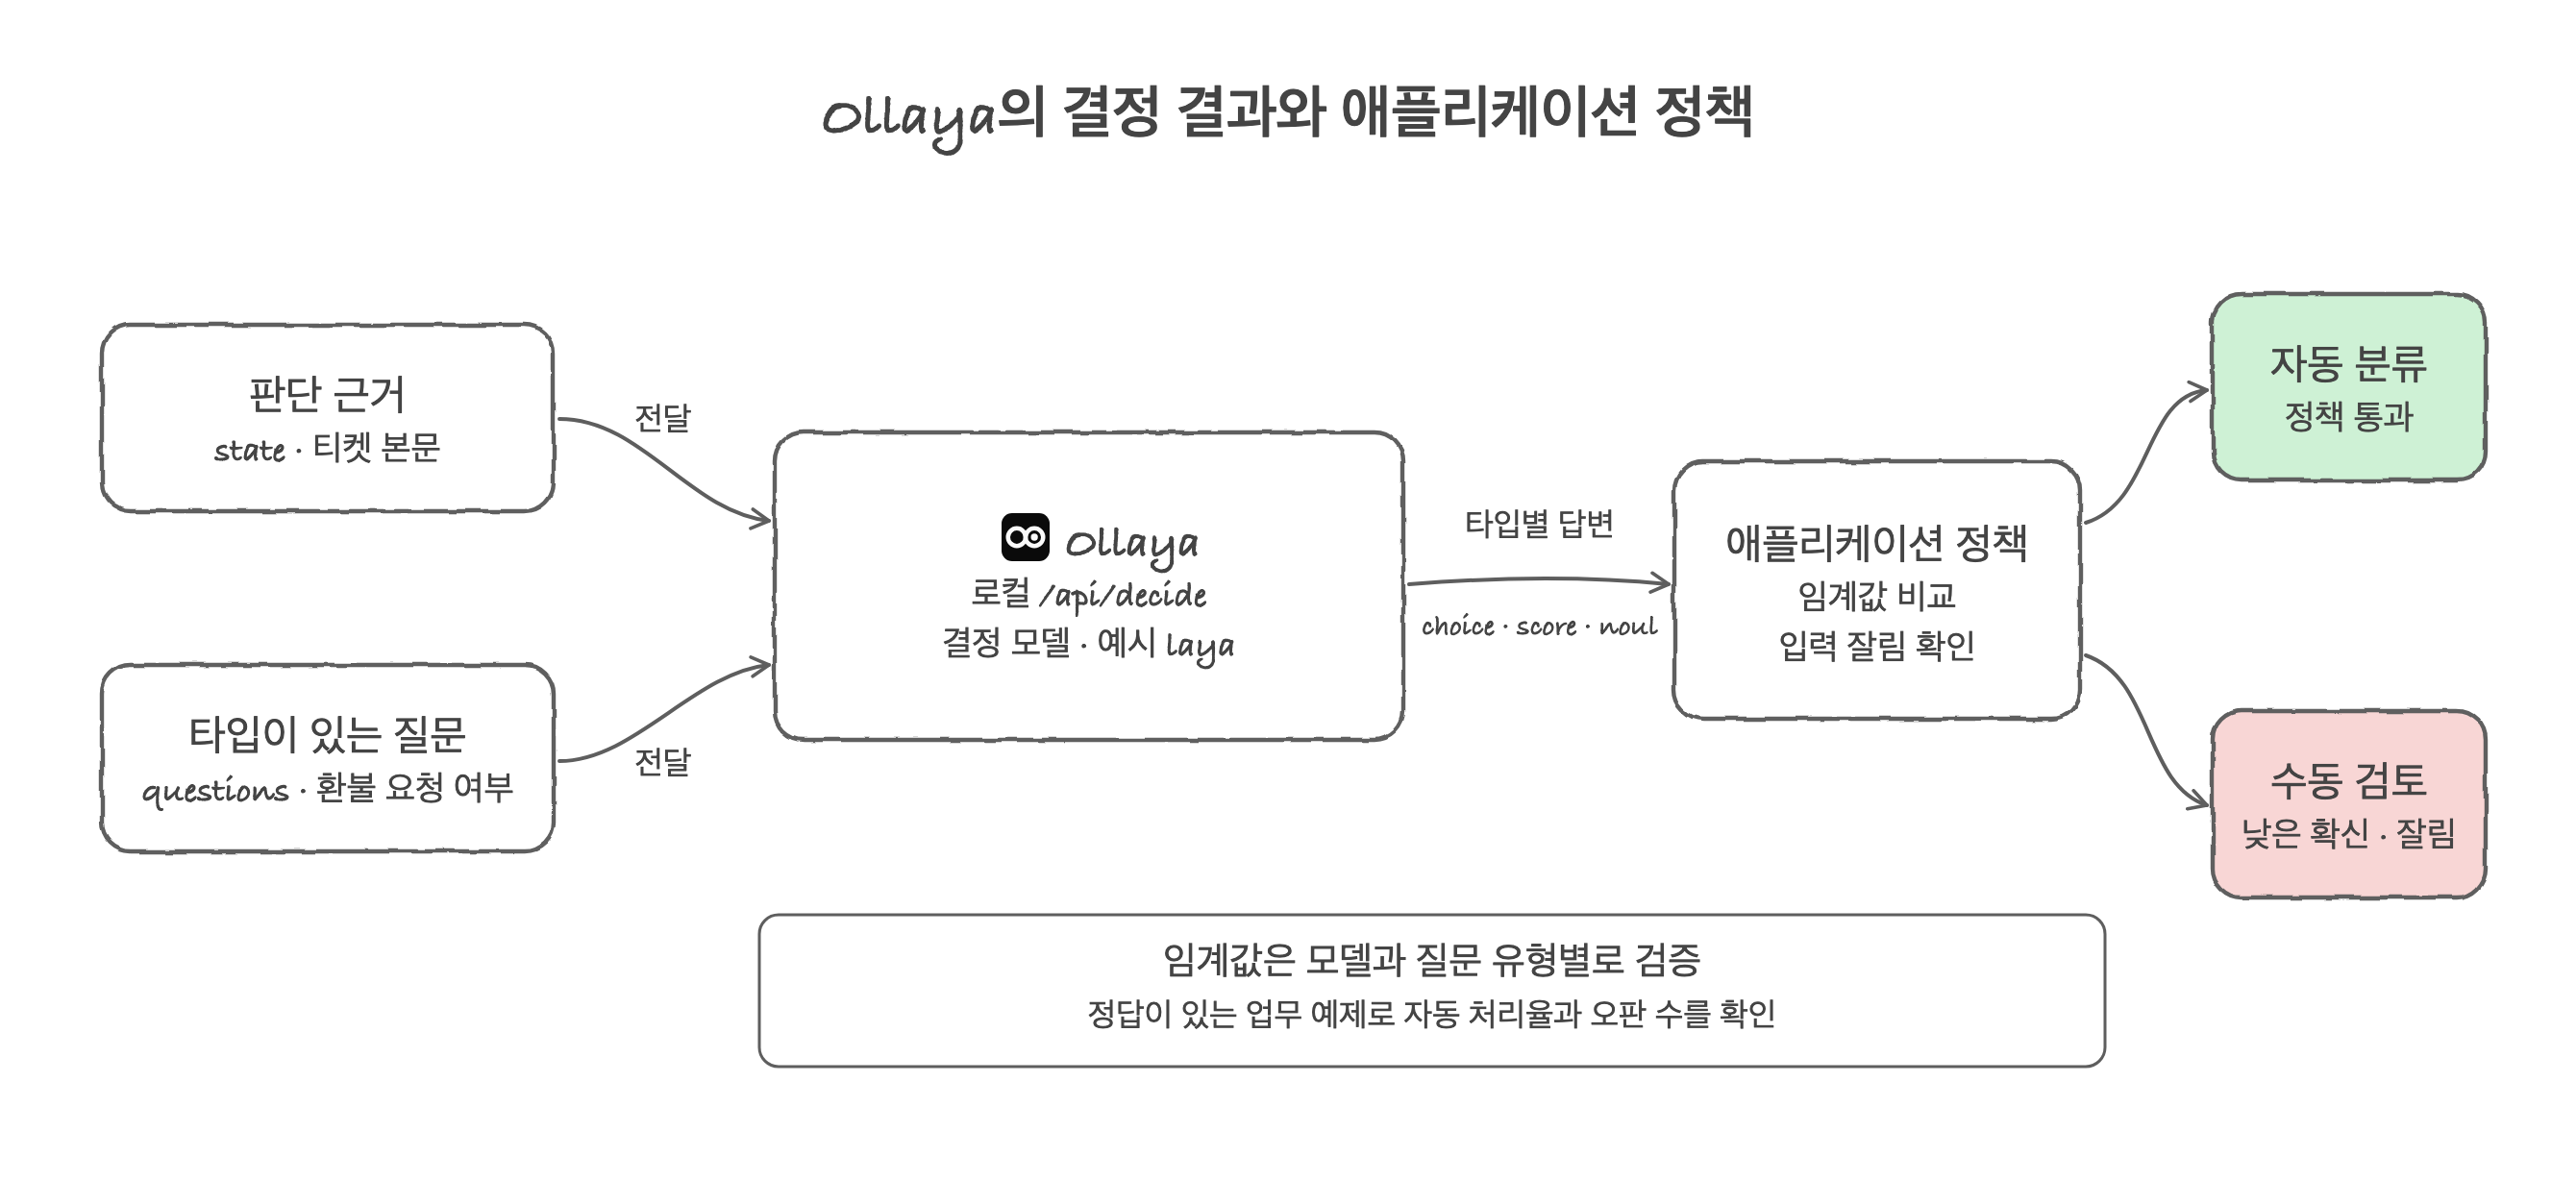 Ollaya의 결정 결과와 애플리케이션 정책
판단 근거
state · 티켓 본문
전달
타입이 있는 질문
questions · 환불 요청 여부
전달
Ollaya
로컬 /api/decide
결정 모델 · 예시 laya
타입별 답변
choice · score · noul
애플리케이션 정책
임계값 비교
입력 잘림 확인
자동 분류
정책 통과
수동 검토
낮은 확신 · 잘림
임계값은 모델과 질문 유형별로 검증
정답이 있는 업무 예제로 자동 처리율과 오판 수를 확인